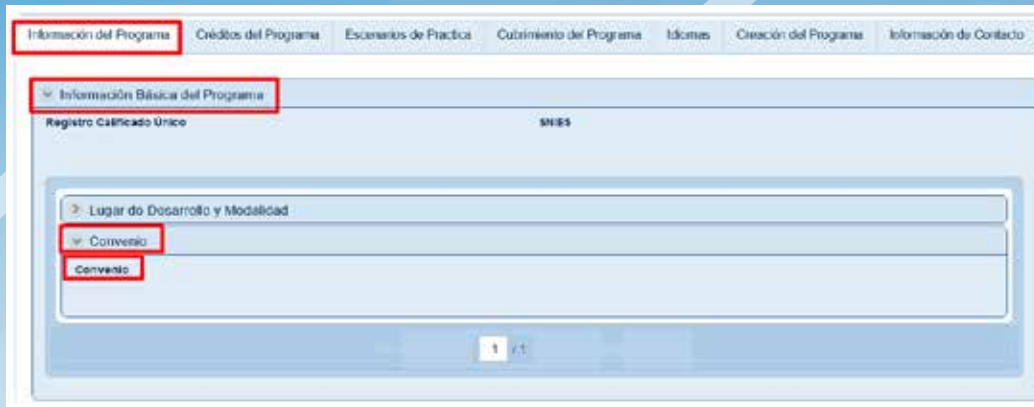 Información del Programa Créditos del Programa Escenarios de Practica Cubrimiento del Programa Idiomas Creación del Programa Información de Contacto
Información Básica del Programa
Registro Calificado Único SNIES
Lugar de Desarrollo y Modalidad
Convenio
Convenio
1 / 1